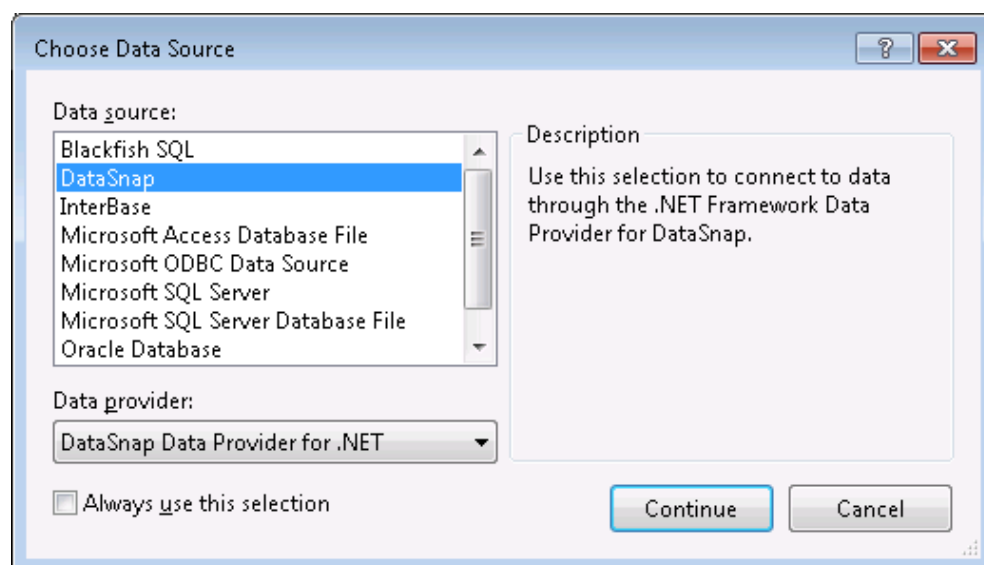 Choose Data Source
Data source:
Blackfish SQL
DataSnap
InterBase
Microsoft Access Database File
Microsoft ODBC Data Source
Microsoft SQL Server
Microsoft SQL Server Database File
Oracle Database
Description
Use this selection to connect to data
through the .NET Framework Data
Provider for DataSnap.
Data provider:
DataSnap Data Provider for .NET
Always use this selection
Continue
Cancel